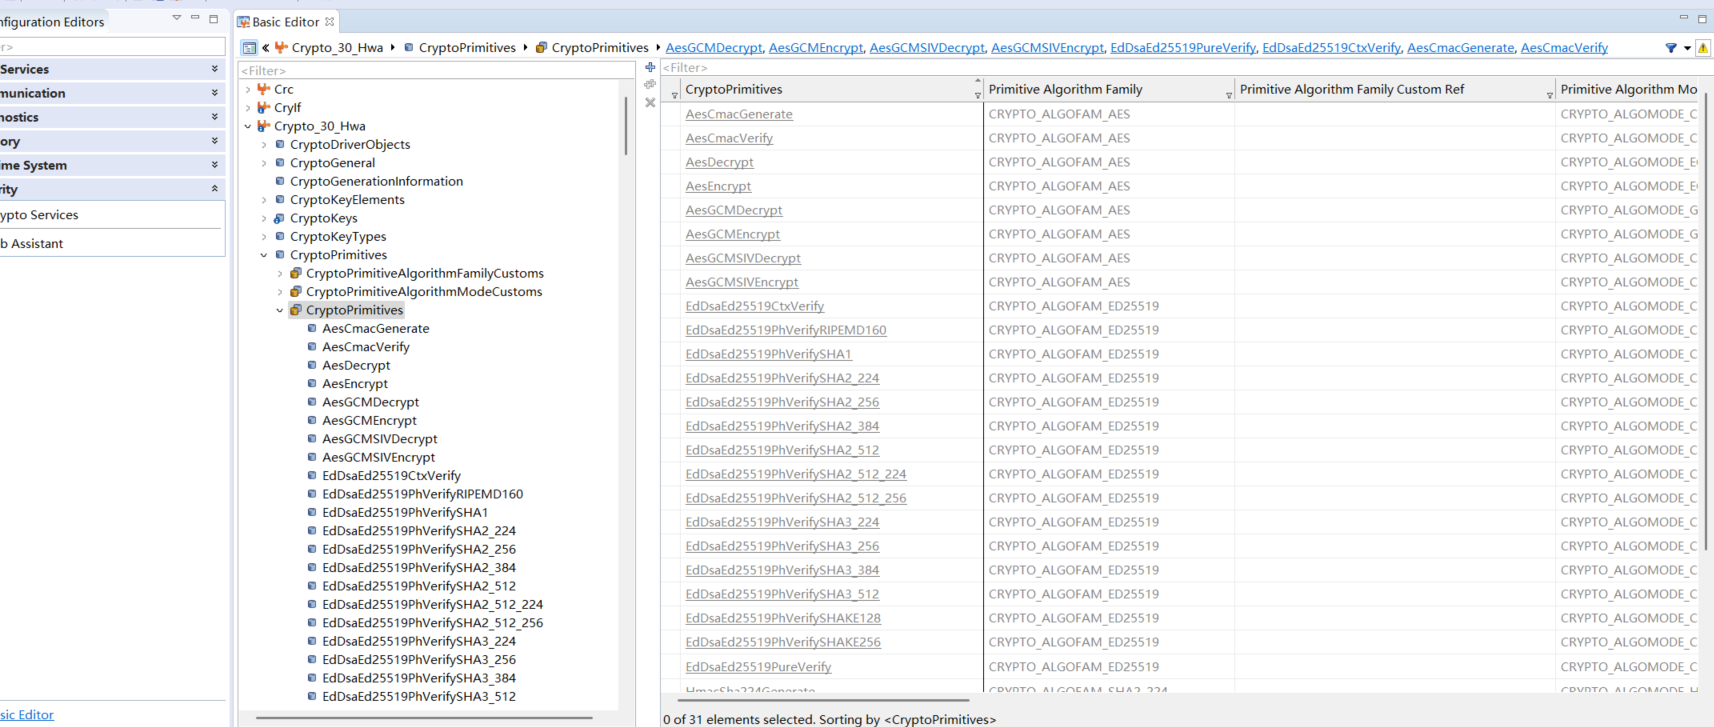 nfiguration Editors
r>
Services
munication
nostics
ory
ime System
rity
ypto Services
b Assistant
sic Editor
Basic Editor
« Crypto_30_Hwa CryptoPrimitives CryptoPrimitives AesGCMDecrypt, AesGCMEncrypt, AesGCMSIVDecrypt, AesGCMSIVEncrypt, EdDsaEd25519PureVerify, EdDsaEd25519CtxVerify, AesCmacGenerate, AesCmacVerify
<Filter>
Crc
CryIf
Crypto_30_Hwa
CryptoDriverObjects
CryptoGeneral
CryptoGenerationInformation
CryptoKeyElements
CryptoKeys
CryptoKeyTypes
CryptoPrimitives
CryptoPrimitiveAlgorithmFamilyCustoms
CryptoPrimitiveAlgorithmModeCustoms
CryptoPrimitives
AesCmacGenerate
AesCmacVerify
AesDecrypt
AesEncrypt
AesGCMDecrypt
AesGCMEncrypt
AesGCMSIVDecrypt
AesGCMSIVEncrypt
EdDsaEd25519CtxVerify
EdDsaEd25519PhVerifyRIPEMD160
EdDsaEd25519PhVerifySHA1
EdDsaEd25519PhVerifySHA2_224
EdDsaEd25519PhVerifySHA2_256
EdDsaEd25519PhVerifySHA2_384
EdDsaEd25519PhVerifySHA2_512
EdDsaEd25519PhVerifySHA2_512_224
EdDsaEd25519PhVerifySHA2_512_256
EdDsaEd25519PhVerifySHA3_224
EdDsaEd25519PhVerifySHA3_256
EdDsaEd25519PhVerifySHA3_384
EdDsaEd25519PhVerifySHA3_512
<Filter>
CryptoPrimitives Primitive Algorithm Family Primitive Algorithm Family Custom Ref Primitive Algorithm Mo
AesCmacGenerate CRYPTO_ALGOFAM_AES CRYPTO_ALGOMODE_C
AesCmacVerify CRYPTO_ALGOFAM_AES CRYPTO_ALGOMODE_C
AesDecrypt CRYPTO_ALGOFAM_AES CRYPTO_ALGOMODE_E
AesEncrypt CRYPTO_ALGOFAM_AES CRYPTO_ALGOMODE_E
AesGCMDecrypt CRYPTO_ALGOFAM_AES CRYPTO_ALGOMODE_G
AesGCMEncrypt CRYPTO_ALGOFAM_AES CRYPTO_ALGOMODE_G
AesGCMSIVDecrypt CRYPTO_ALGOFAM_AES CRYPTO_ALGOMODE_C
AesGCMSIVEncrypt CRYPTO_ALGOFAM_AES CRYPTO_ALGOMODE_C
EdDsaEd25519CtxVerify CRYPTO_ALGOFAM_ED25519 CRYPTO_ALGOMODE_C
EdDsaEd25519PhVerifyRIPEMD160 CRYPTO_ALGOFAM_ED25519 CRYPTO_ALGOMODE_C
EdDsaEd25519PhVerifySHA1 CRYPTO_ALGOFAM_ED25519 CRYPTO_ALGOMODE_C
EdDsaEd25519PhVerifySHA2_224 CRYPTO_ALGOFAM_ED25519 CRYPTO_ALGOMODE_C
EdDsaEd25519PhVerifySHA2_256 CRYPTO_ALGOFAM_ED25519 CRYPTO_ALGOMODE_C
EdDsaEd25519PhVerifySHA2_384 CRYPTO_ALGOFAM_ED25519 CRYPTO_ALGOMODE_C
EdDsaEd25519PhVerifySHA2_512 CRYPTO_ALGOFAM_ED25519 CRYPTO_ALGOMODE_C
EdDsaEd25519PhVerifySHA2_512_224 CRYPTO_ALGOFAM_ED25519 CRYPTO_ALGOMODE_C
EdDsaEd25519PhVerifySHA2_512_256 CRYPTO_ALGOFAM_ED25519 CRYPTO_ALGOMODE_C
EdDsaEd25519PhVerifySHA3_224 CRYPTO_ALGOFAM_ED25519 CRYPTO_ALGOMODE_C
EdDsaEd25519PhVerifySHA3_256 CRYPTO_ALGOFAM_ED25519 CRYPTO_ALGOMODE_C
EdDsaEd25519PhVerifySHA3_384 CRYPTO_ALGOFAM_ED25519 CRYPTO_ALGOMODE_C
EdDsaEd25519PhVerifySHA3_512 CRYPTO_ALGOFAM_ED25519 CRYPTO_ALGOMODE_C
EdDsaEd25519PhVerifySHAKE128 CRYPTO_ALGOFAM_ED25519 CRYPTO_ALGOMODE_C
EdDsaEd25519PhVerifySHAKE256 CRYPTO_ALGOFAM_ED25519 CRYPTO_ALGOMODE_C
EdDsaEd25519PureVerify CRYPTO_ALGOFAM_ED25519 CRYPTO_ALGOMODE_C
HmacSha224Generate CRYPTO_ALGOFAM_SHA2_224 CRYPTO_ALGOMODE_H
0 of 31 elements selected. Sorting by <CryptoPrimitives>